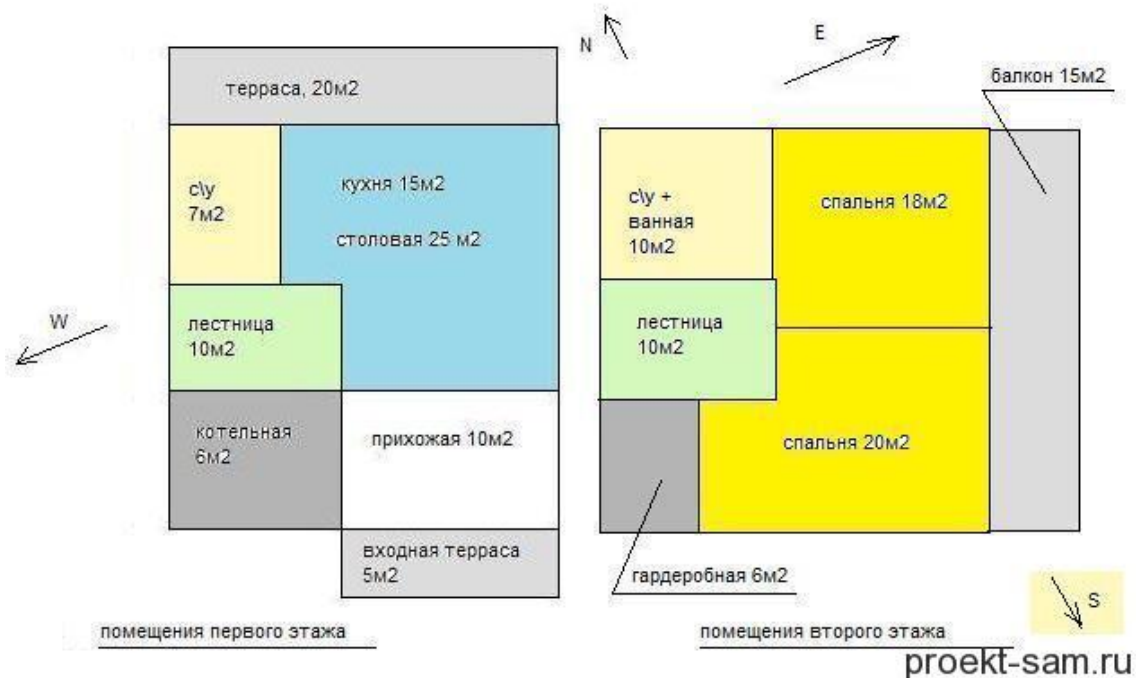 N
E
балкон 15м2
терраса, 20м2
с\у
7м2
кухня 15м2
столовая 25 м2
с\у +
ванная
10м2
спальня 18м2
W
лестница
10м2
лестница
10м2
котельная
6м2
прихожая 10м2
спальня 20м2
входная терраса
5м2
гардеробная 6м2
S
помещения первого этажа
помещения второго этажа
proekt-sam.ru